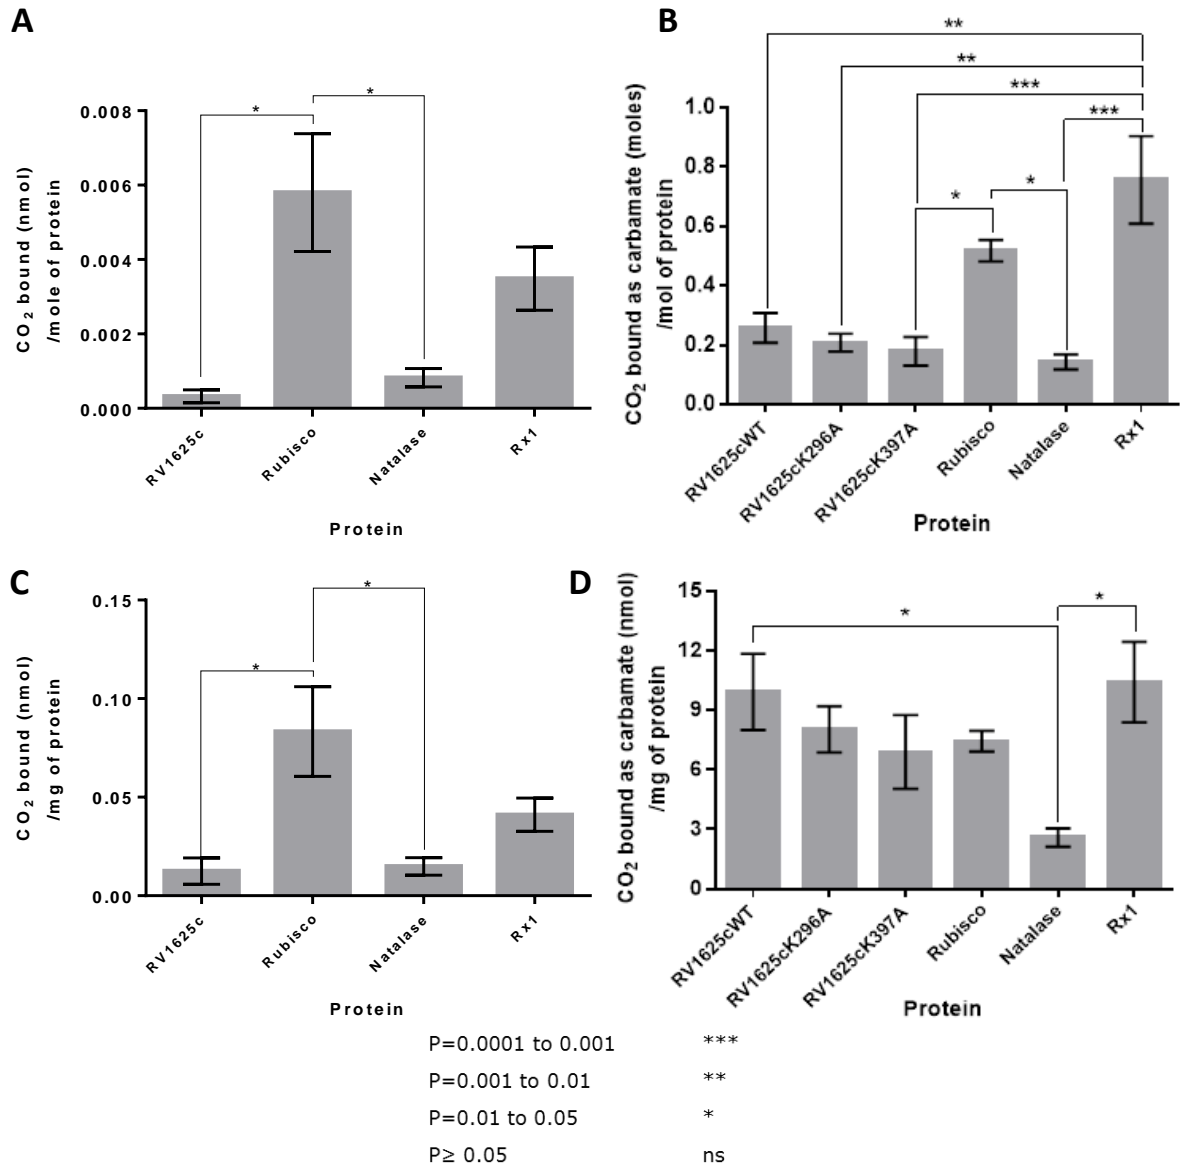 A
CO2 bound (nmol)
/mole of protein
0.008
0.006
0.004
0.002
0.000
*
*
RV1625c
Rubisco
Natalase
Rx1
Protein
B
CO2 bound as carbamate (moles)
/mol of protein
1.0
0.8
0.6
0.4
0.2
0.0
**
**
***
***
*
*
RV1625cWT
RV1625cK296A
RV1625cK397A
Rubisco
Natalase
Rx1
Protein
C
CO2 bound (nmol)
/mg of protein
0.15
0.10
0.05
0.00
*
*
RV1625c
Rubisco
Natalase
Rx1
Protein
D
CO2 bound as carbamate (nmol)
/mg of protein
15
12
9
6
3
0
*
*
RV1625cWT
RV1625cK296A
RV1625cK397A
Rubisco
Natalase
Rx1
Protein
P=0.0001 to 0.001 ***
P=0.001 to 0.01 **
P=0.01 to 0.05 *
P≥ 0.05 ns